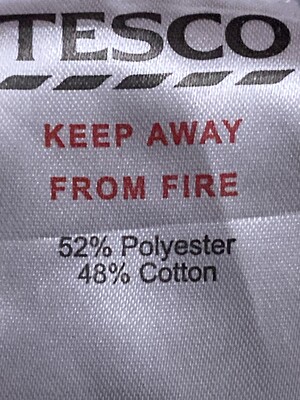 TESCO
KEEP AWAY
FROM FIRE
52% Polyester
48% Cotton